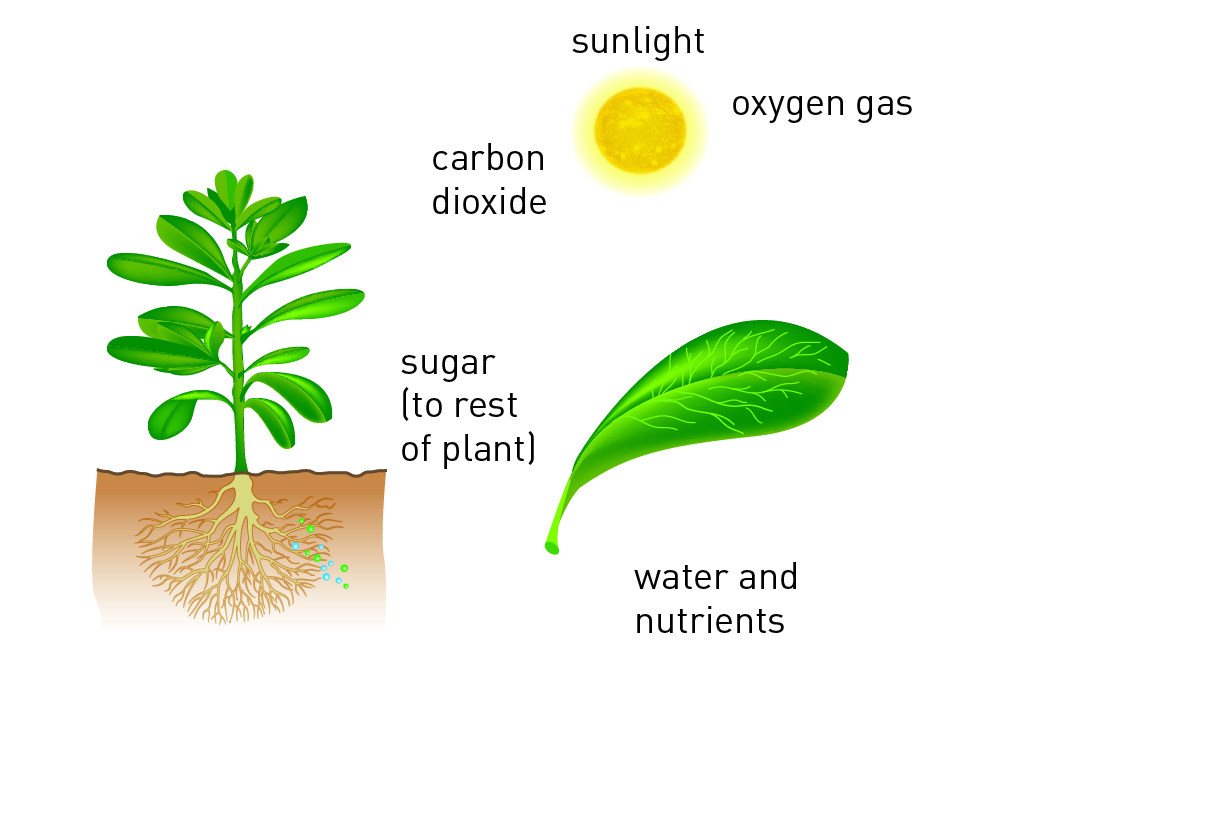 sunlight
oxygen gas
carbon
dioxide
sugar
(to rest
of plant)
water and
nutrients